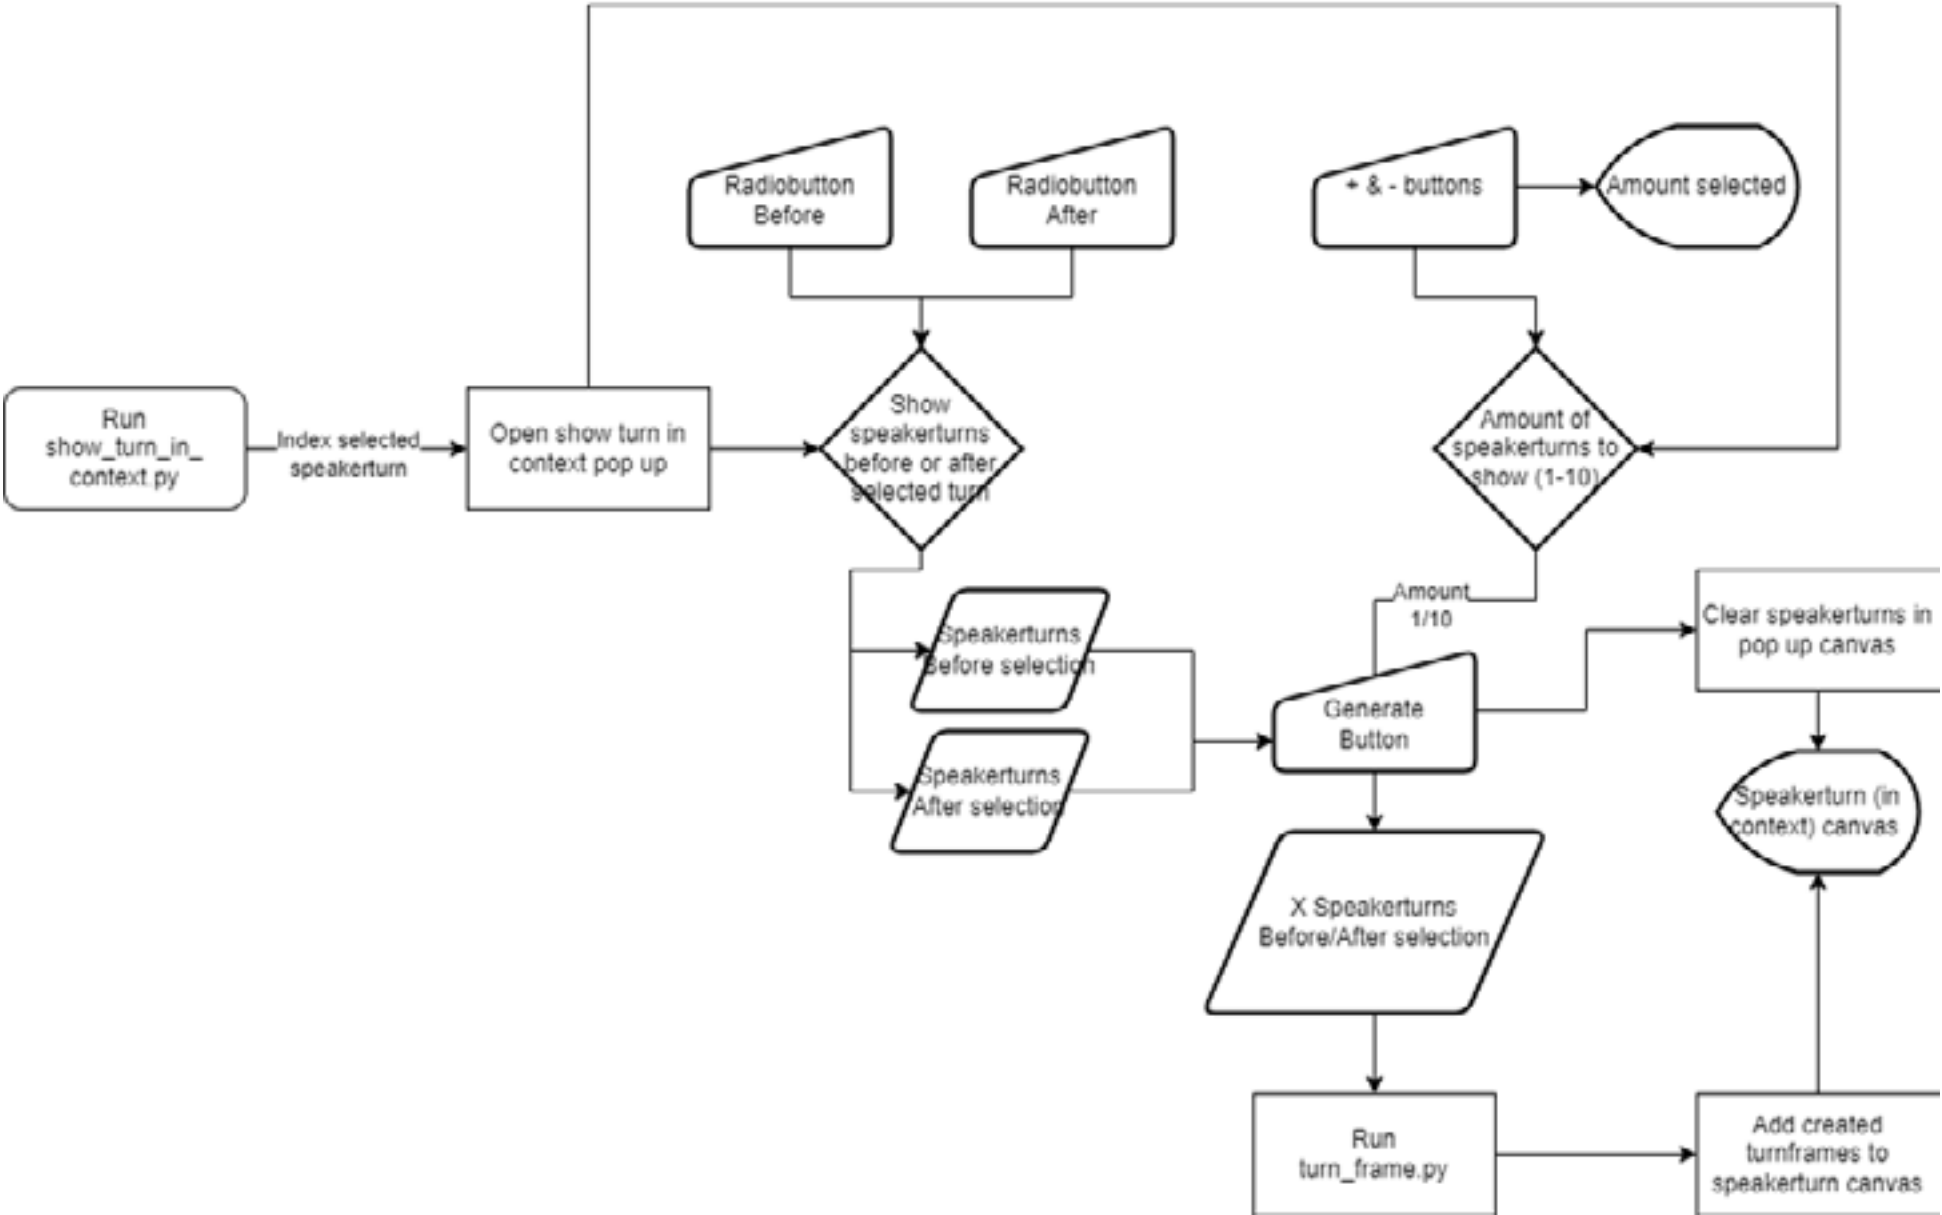 Radiobutton
Before
Radiobutton
After
+ & - buttons
Amount selected
Run
show_turn_in_
context.py
Index selected
speakerturn
Open show turn in
context pop up
Show
speakerturns
before or after
selected turn
Amount of
speakerturns to
show (1-10)
Amount
1/10
Speakerturns
Before selection
Speakerturns
After selection
Generate
Button
Clear speakerturns in
pop up canvas
Speakerturn (in
context) canvas
X Speakerturns
Before/After selection
Run
turn_frame.py
Add created
turnframes to
speakerturn canvas